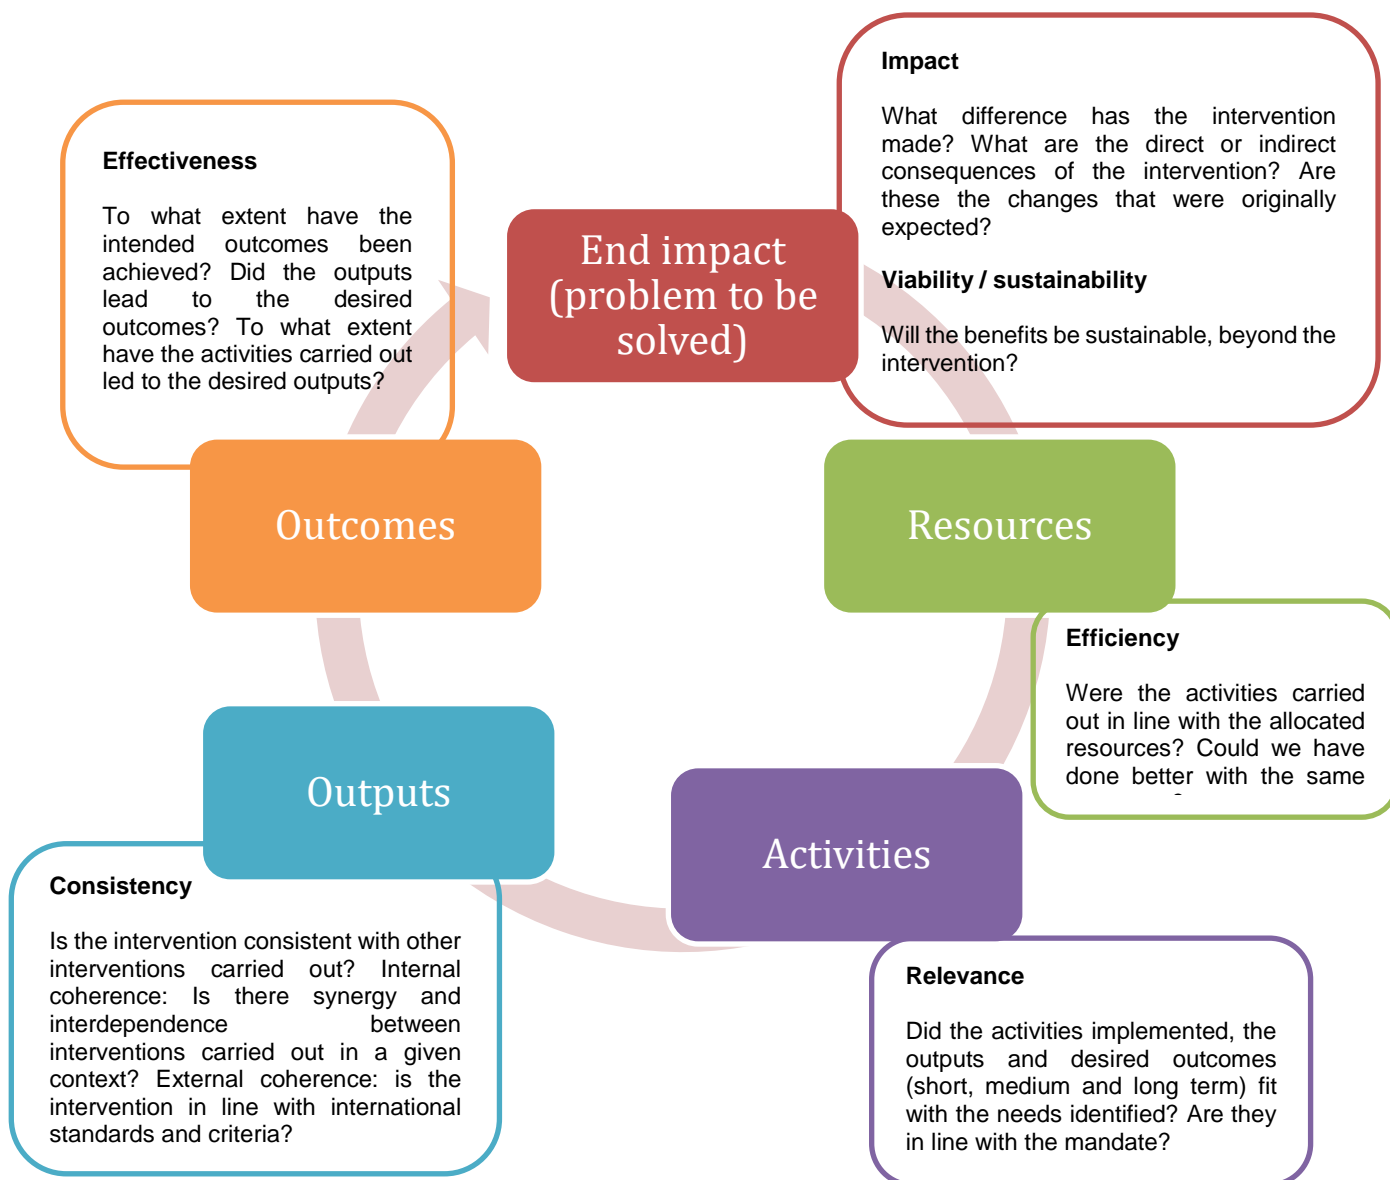 Impact
What difference has the intervention
made? What are the direct or indirect
consequences of the intervention? Are
these the changes that were originally
expected?
Viability / sustainability
Will the benefits be sustainable, beyond the
intervention?
Effectiveness
To what extent have the
intended outcomes been
achieved? Did the outputs
lead to the desired
outcomes? To what extent
have the activities carried out
led to the desired outputs?
End impact
(problem to be
solved)
Outcomes
Resources
Efficiency
Were the activities carried
out in line with the allocated
resources? Could we have
done better with the same
Outputs
Activities
Consistency
Is the intervention consistent with other
interventions carried out? Internal
coherence: Is there synergy and
interdependence between
interventions carried out in a given
context? External coherence: is the
intervention in line with international
standards and criteria?
Relevance
Did the activities implemented, the
outputs and desired outcomes
(short, medium and long term) fit
with the needs identified? Are they
in line with the mandate?